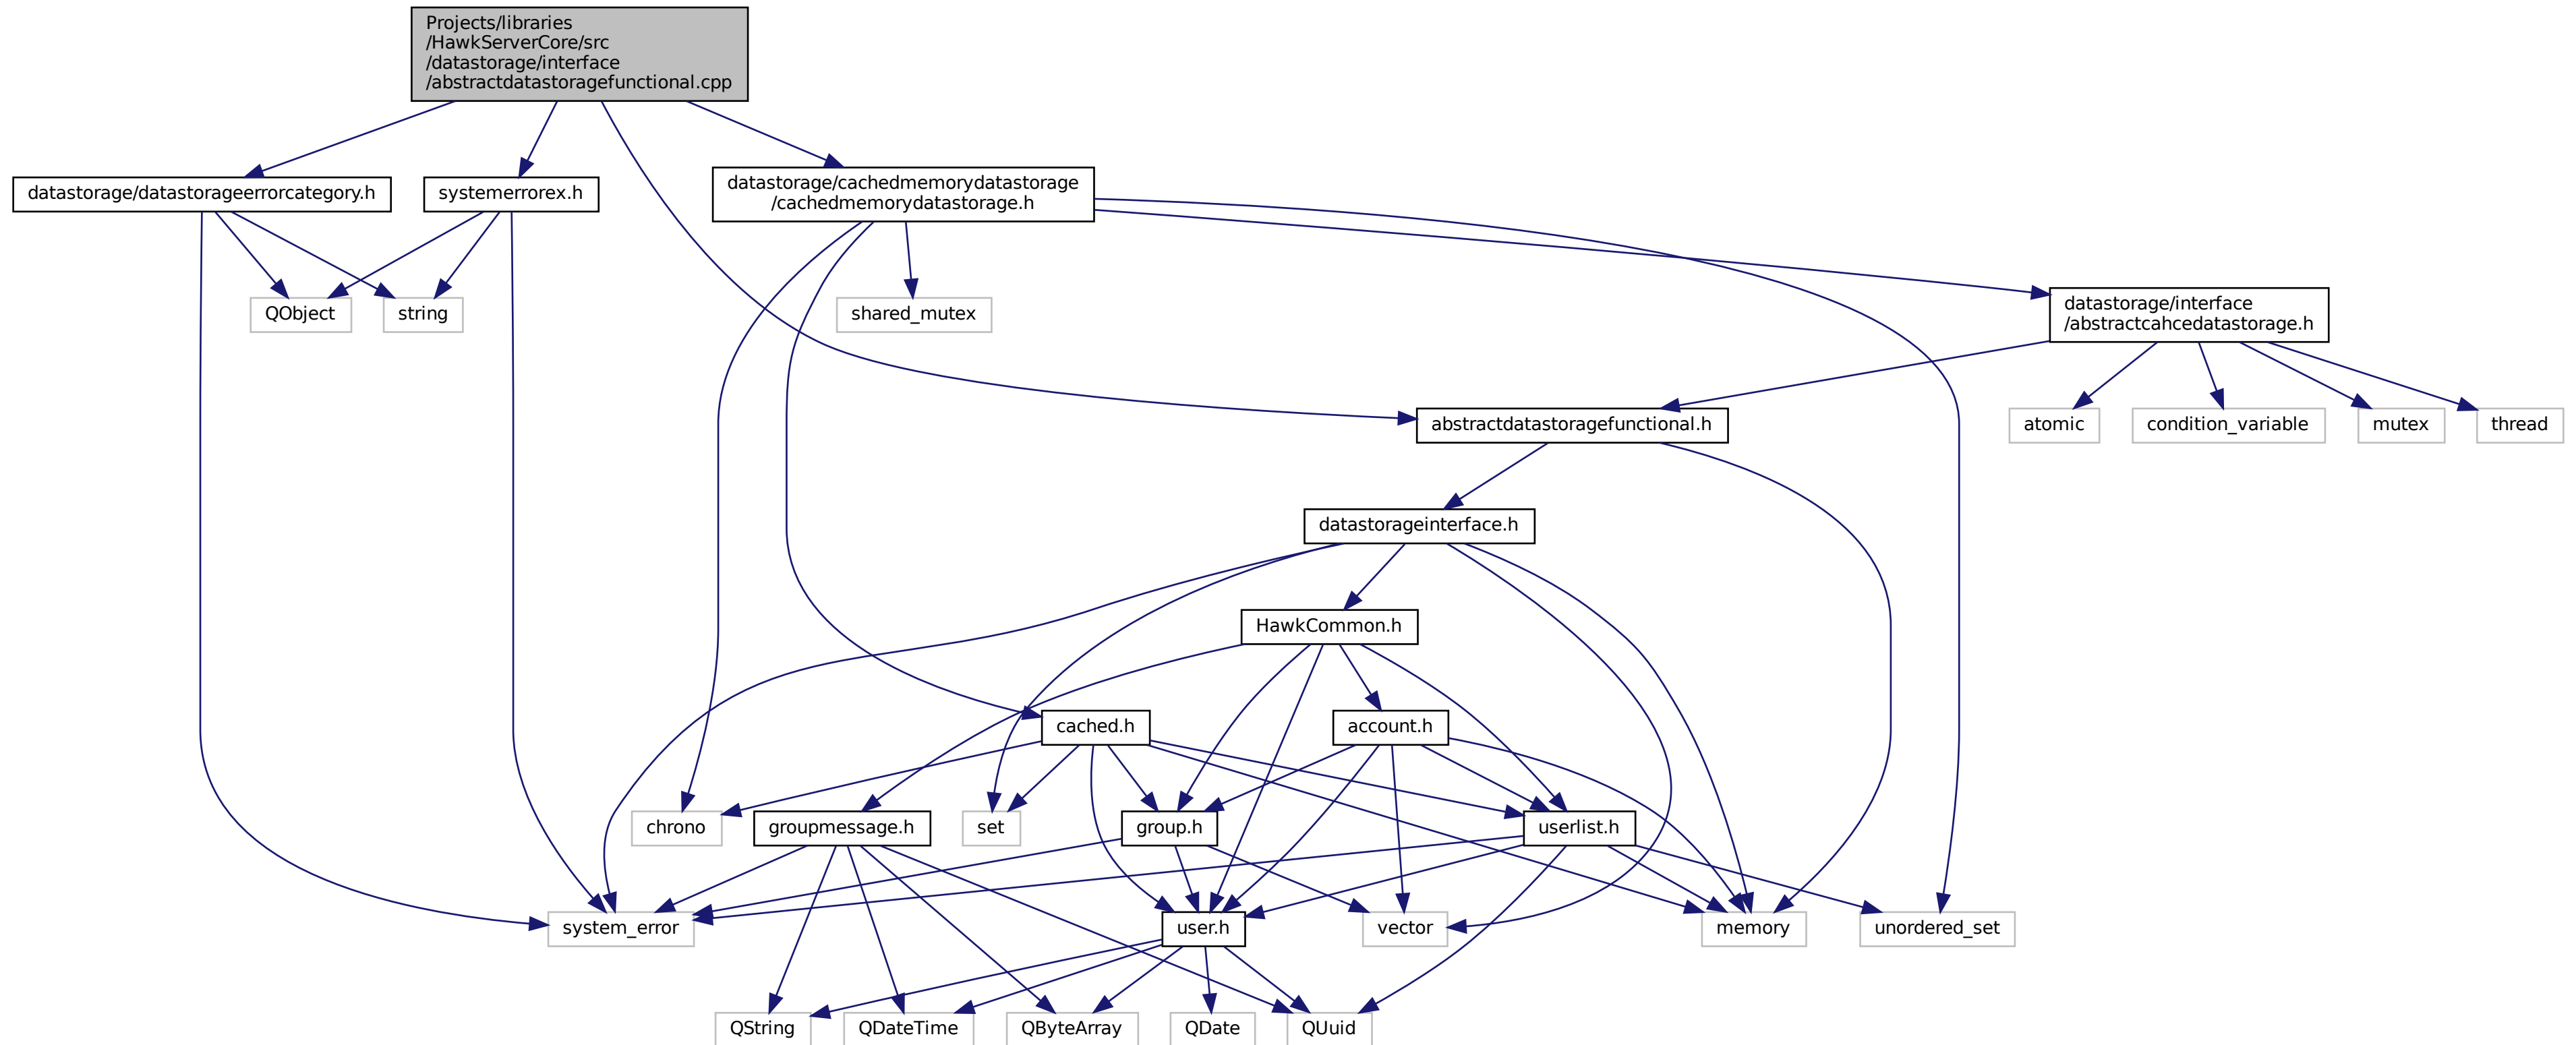 Projects/libraries
/HawkServerCore/src
/datastorage/interface
/abstractdatastoragefunctional.cpp
datastorage/datastorageerrorcategory.h
systemerrorex.h
datastorage/cachedmemorydatastorage
/cachedmemorydatastorage.h
QObject
string
shared_mutex
datastorage/interface
/abstractcahcedatastorage.h
abstractdatastoragefunctional.h
atomic
condition_variable
mutex
thread
datastorageinterface.h
HawkCommon.h
cached.h
account.h
chrono
groupmessage.h
set
group.h
userlist.h
system_error
user.h
vector
memory
unordered_set
QString
QDateTime
QByteArray
QDate
QUuid